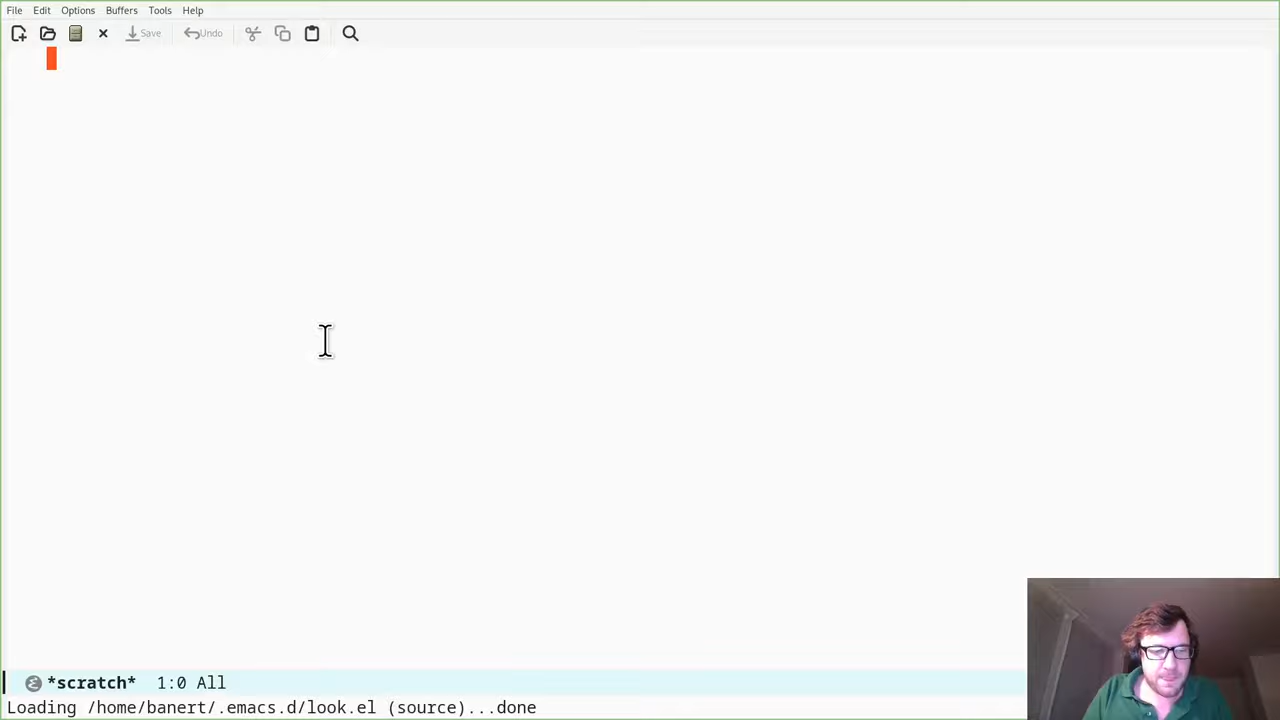 File Edit Options Buffers Tools Help
Save Undo
*scratch* 1:0 All
Loading /home/banert/.emacs.d/look.el (source)...done